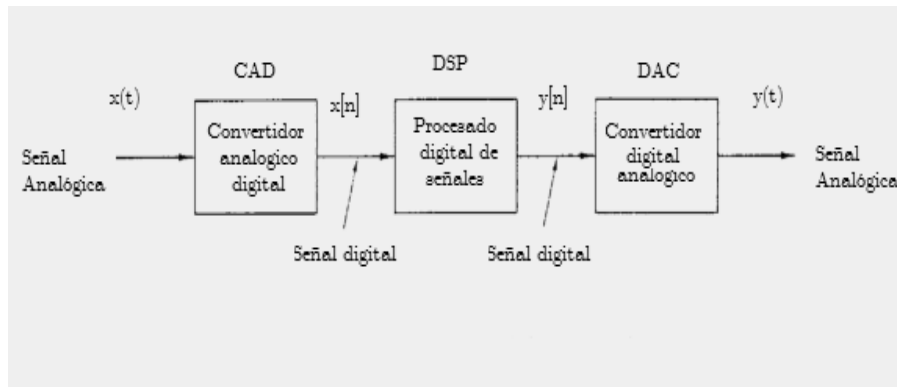 CAD
DSP
DAC
x(t)
x[n]
y[n]
y(t)
Señal
Analógica
Convertidor
analogico
digital
Procesado
digital de
señales
Convertidor
digital
analogico
Señal
Analógica
Señal digital
Señal digital